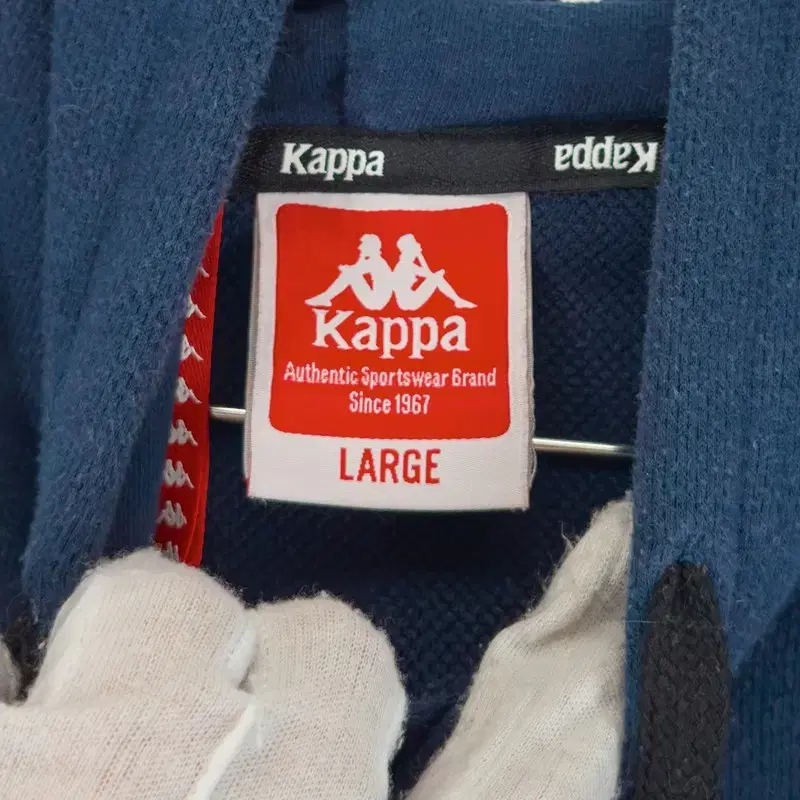 Kappa Kappa
Kappa
Authentic Sportswear Brand
Since 1967
LARGE